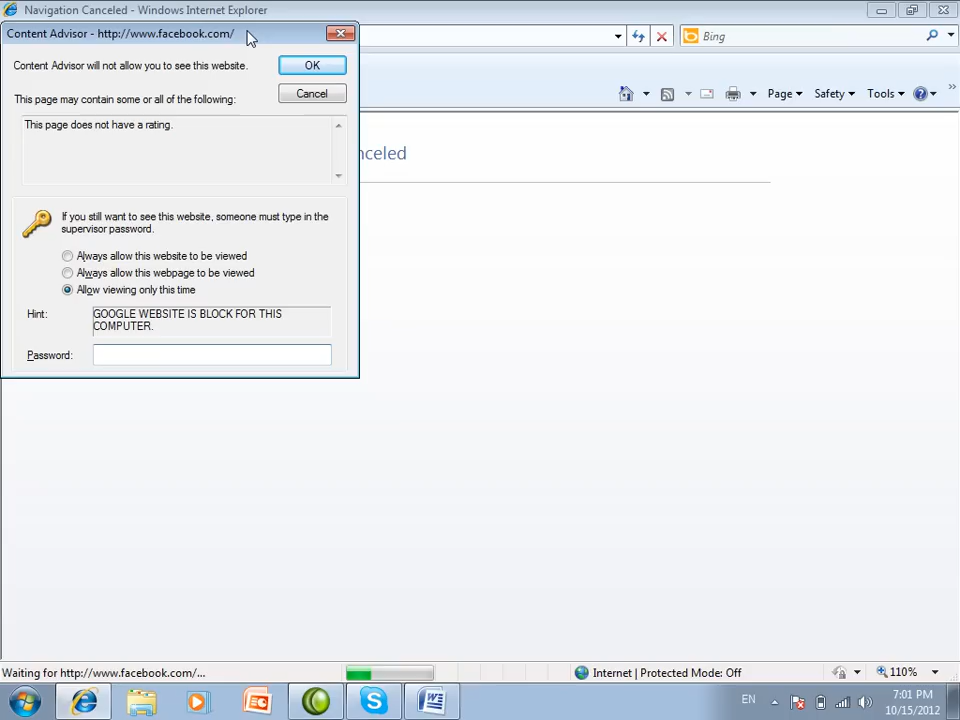 Navigation Canceled - Windows Internet Explorer
Content Advisor - http://www.facebook.com/
Bing
Content Advisor will not allow you to see this website.
OK
Cancel
Page
Safety
Tools
This page may contain some or all of the following:
This page does not have a rating.
nceled
If you still want to see this website, someone must type in the
supervisor password.
Always allow this website to be viewed
Always allow this webpage to be viewed
Allow viewing only this time
Hint:
GOOGLE WEBSITE IS BLOCK FOR THIS
COMPUTER.
Password:
Waiting for http://www.facebook.com/...
Internet | Protected Mode: Off
110%
EN
7:01 PM
10/15/2012